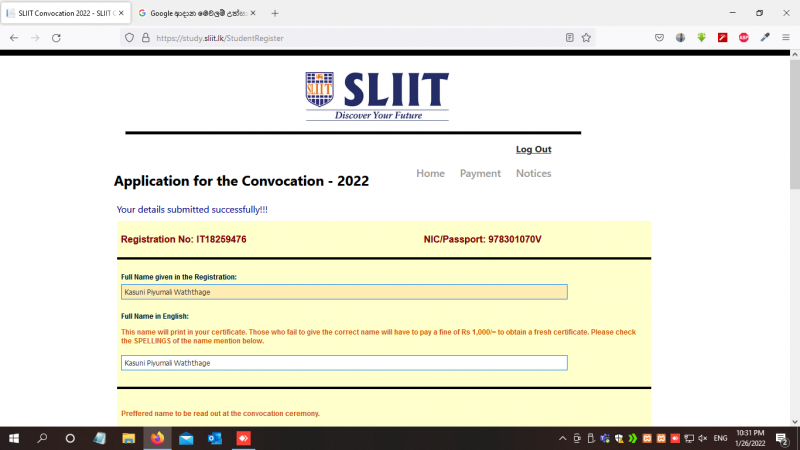 SLIIT Convocation 2022 - SLIIT C
Google ආදාන මෙවලම් උත්සා
https://study.sliit.lk/StudentRegister
SLIIT
SLIIT
Discover Your Future
Log Out
Home Payment Notices
Application for the Convocation - 2022
Your details submitted successfully!!!
Registration No: IT18259476 NIC/Passport: 978301070V
Full Name given in the Registration:
Kasuni Piyumali Waththage
Full Name in English:
This name will print in your certificate. Those who fail to give the correct name will have to pay a fine of Rs 1,000/= to obtain a fresh certificate. Please check
the SPELLINGS of the name mention below.
Kasuni Piyumali Waththage
Preffered name to be read out at the convocation ceremony.
ENG
10:31 PM
1/26/2022
2